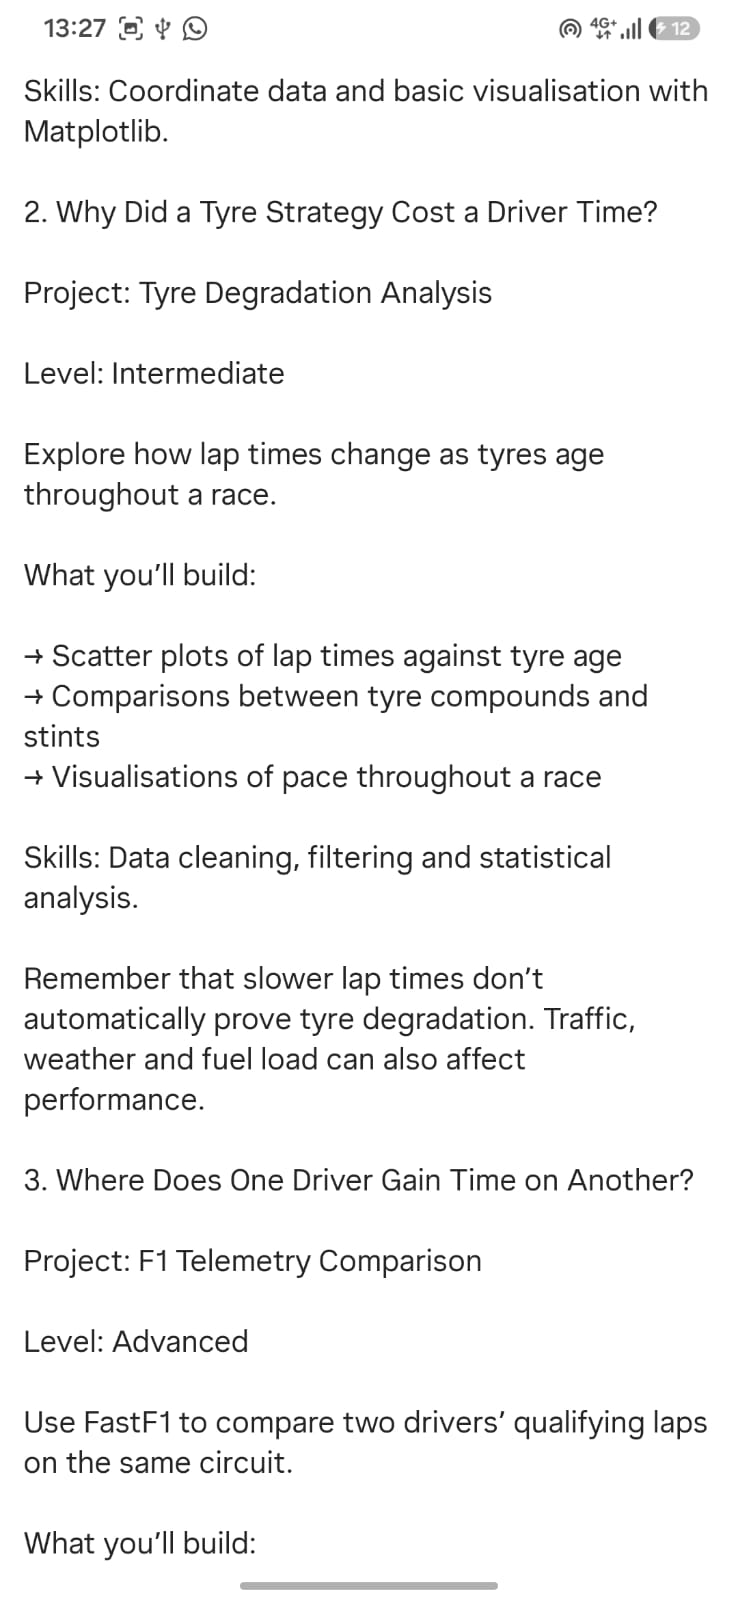 13:27
4G+
12
Skills: Coordinate data and basic visualisation with
Matplotlib.
2. Why Did a Tyre Strategy Cost a Driver Time?
Project: Tyre Degradation Analysis
Level: Intermediate
Explore how lap times change as tyres age
throughout a race.
What you’ll build:
→ Scatter plots of lap times against tyre age
→ Comparisons between tyre compounds and
stints
→ Visualisations of pace throughout a race
Skills: Data cleaning, filtering and statistical
analysis.
Remember that slower lap times don’t
automatically prove tyre degradation. Traffic,
weather and fuel load can also affect
performance.
3. Where Does One Driver Gain Time on Another?
Project: F1 Telemetry Comparison
Level: Advanced
Use FastF1 to compare two drivers’ qualifying laps
on the same circuit.
What you’ll build: